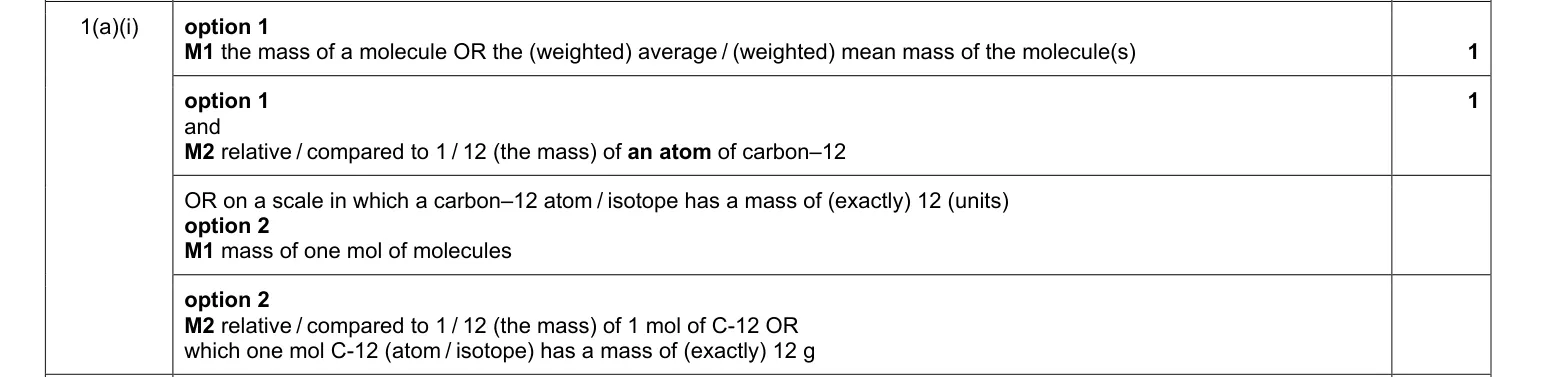 1(a)(i)
option 1
M1 the mass of a molecule OR the (weighted) average / (weighted) mean mass of the molecule(s)
1
option 1
1
and
M2 relative / compared to 1 / 12 (the mass) of an atom of carbon–12
OR on a scale in which a carbon–12 atom / isotope has a mass of (exactly) 12 (units)
option 2
M1 mass of one mol of molecules
option 2
M2 relative / compared to 1 / 12 (the mass) of 1 mol of C-12 OR
which one mol C-12 (atom / isotope) has a mass of (exactly) 12 g